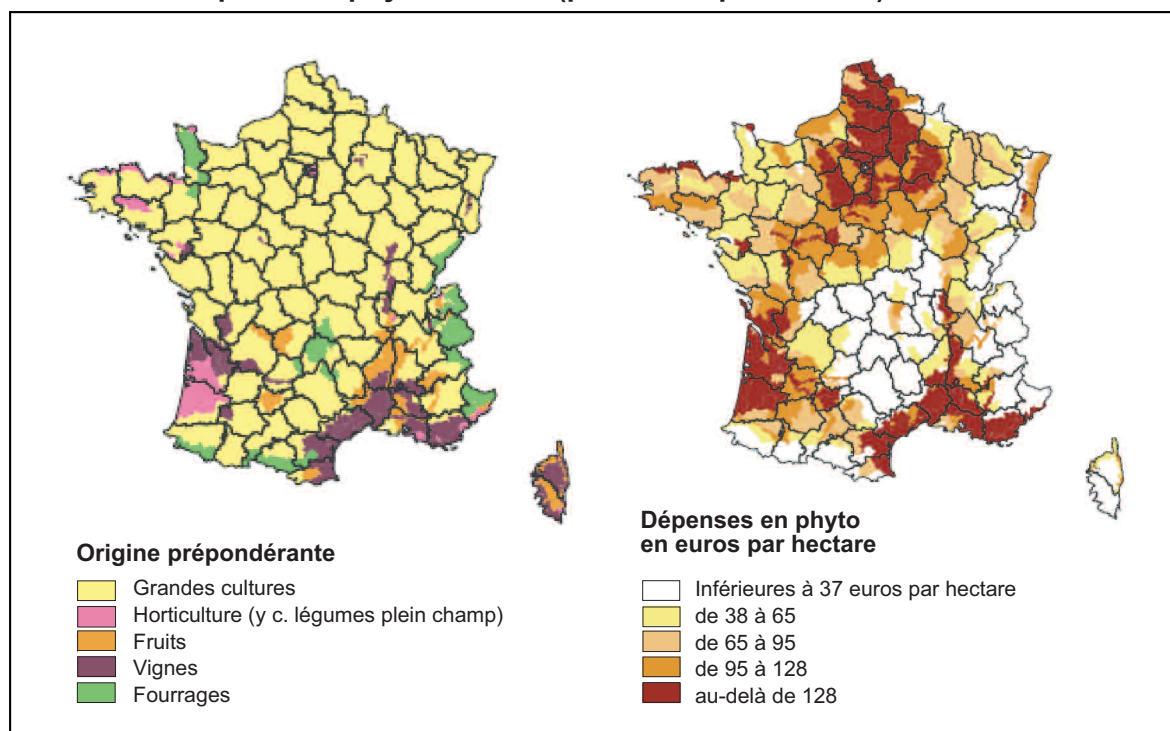 Origine prépondérante
Grandes cultures
Horticulture (y c. légumes plein champ)
Fruits
Vignes
Fourrages
Dépenses en phyto
en euros par hectare
Inférieures à 37 euros par hectare
de 38 à 65
de 65 à 95
de 95 à 128
au-delà de 128